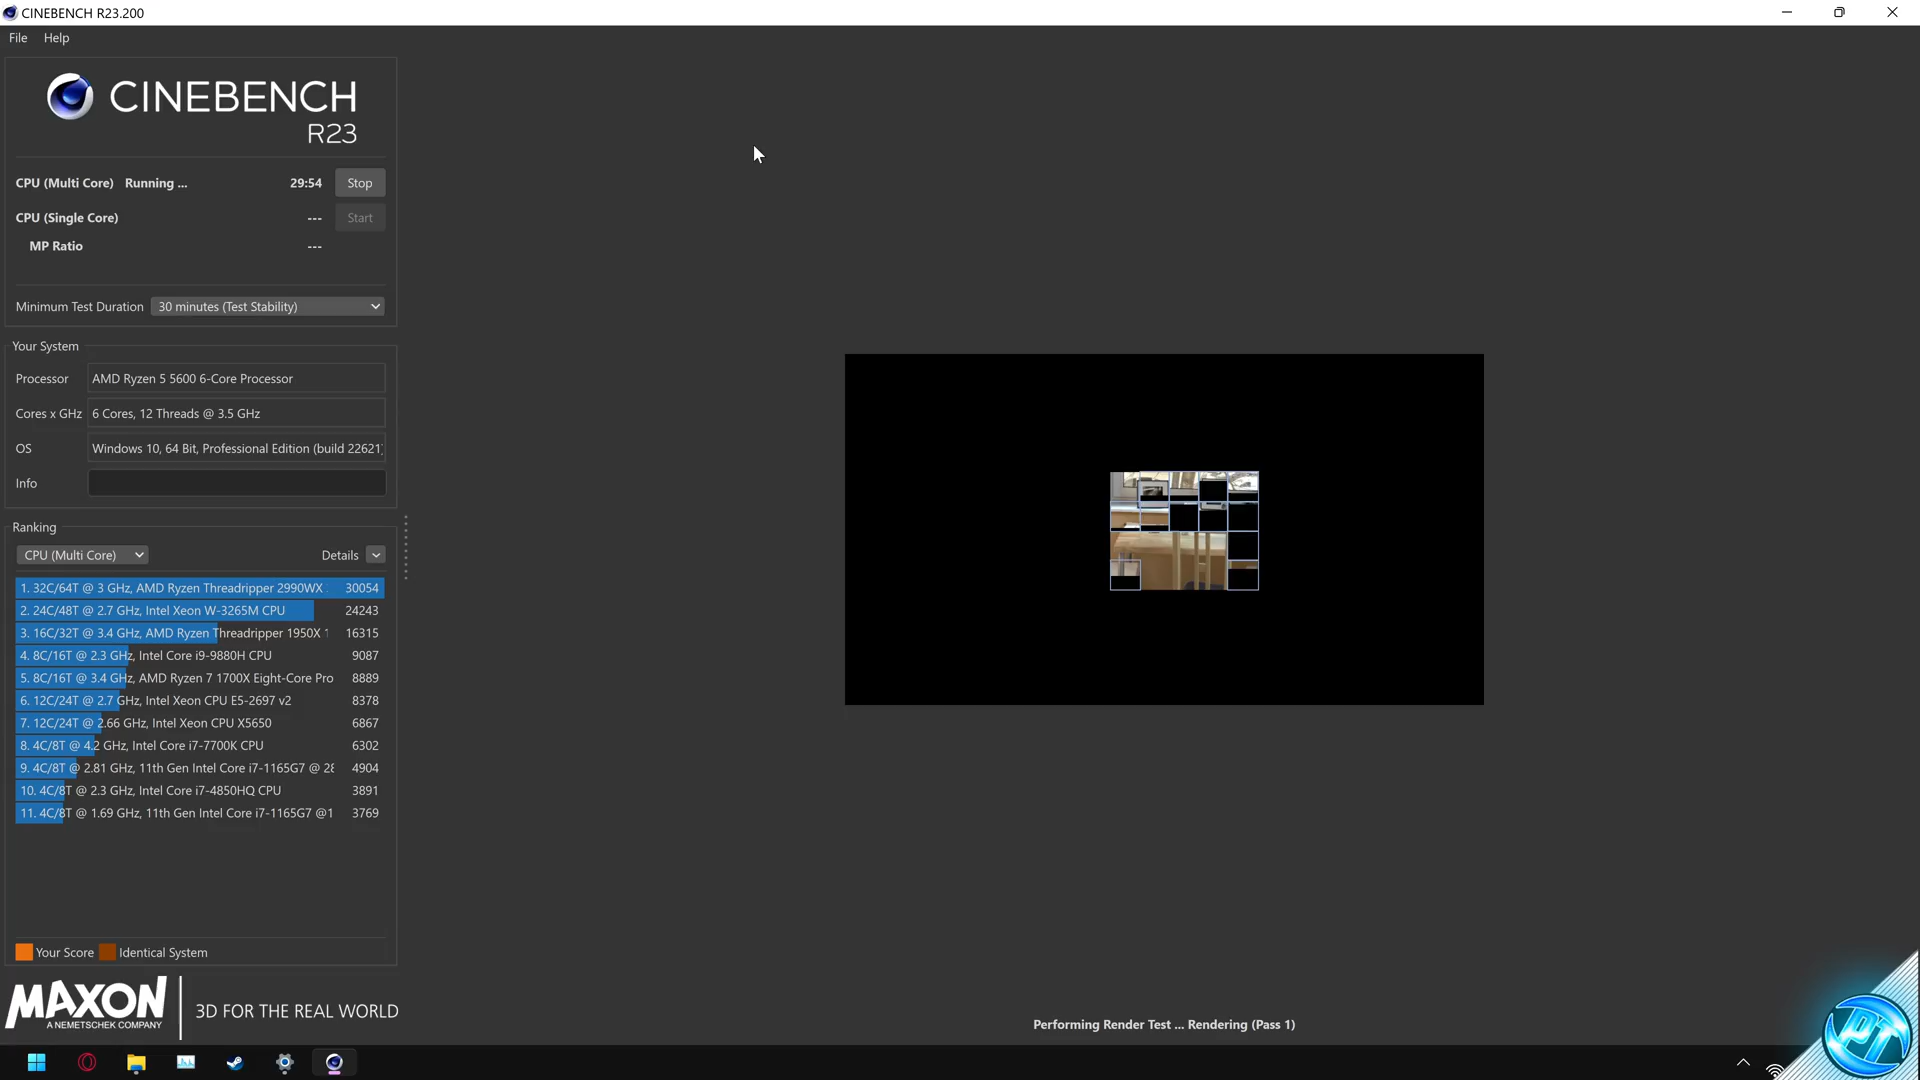 CINEBENCH R23.200
File Help
CINEBENCH
R23
CPU (Multi Core) Running ... 29:54 Stop
CPU (Single Core) --- Start
MP Ratio ---
Minimum Test Duration 30 minutes (Test Stability)
Your System
Processor AMD Ryzen 5 5600 6-Core Processor
Cores x GHz 6 Cores, 12 Threads @ 3.5 GHz
OS Windows 10, 64 Bit, Professional Edition (build 22621)
Info
Ranking
CPU (Multi Core) Details
1. 32C/64T @ 3 GHz, AMD Ryzen Threadripper 2990WX 30054
2. 24C/48T @ 2.7 GHz, Intel Xeon W-3265M CPU 24243
3. 16C/32T @ 3.4 GHz, AMD Ryzen Threadripper 1950X 1 16315
4. 8C/16T @ 2.3 GHz, Intel Core i9-9880H CPU 9087
5. 8C/16T @ 3.4 GHz, AMD Ryzen 7 1700X Eight-Core Pro 8889
6. 12C/24T @ 2.7 GHz, Intel Xeon CPU E5-2697 v2 8378
7. 12C/24T @ 2.66 GHz, Intel Xeon CPU X5650 6867
8. 4C/8T @ 4.2 GHz, Intel Core i7-7700K CPU 6302
9. 4C/8T @ 2.81 GHz, 11th Gen Intel Core i7-1165G7 @ 28 4904
10. 4C/8T @ 2.3 GHz, Intel Core i7-4850HQ CPU 3891
11. 4C/8T @ 1.69 GHz, 11th Gen Intel Core i7-1165G7 @1 3769
Your Score Identical System
MAXON
A NEMETSCHEK COMPANY
3D FOR THE REAL WORLD
Performing Render Test ... Rendering (Pass 1)
PT